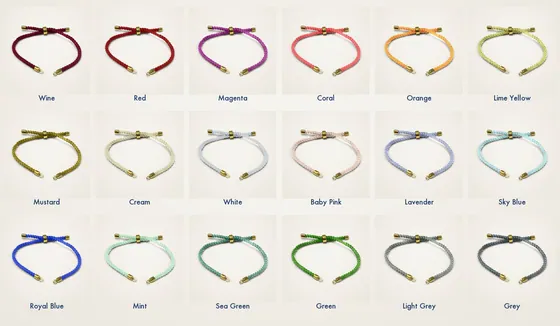 Wine
Red
Magenta
Coral
Orange
Lime Yellow
Mustard
Cream
White
Baby Pink
Lavender
Sky Blue
Royal Blue
Mint
Sea Green
Green
Light Grey
Grey